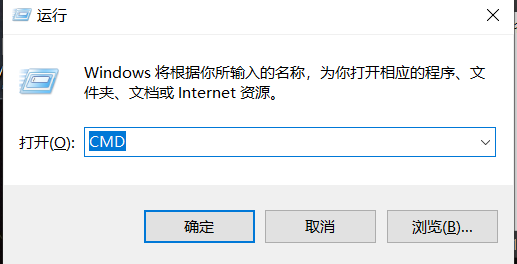 运行
Windows 将根据你所输入的名称，为你打开相应的程序、文
件夹、文档或 Internet 资源。
打开(O): CMD
确定 取消 浏览(B)...